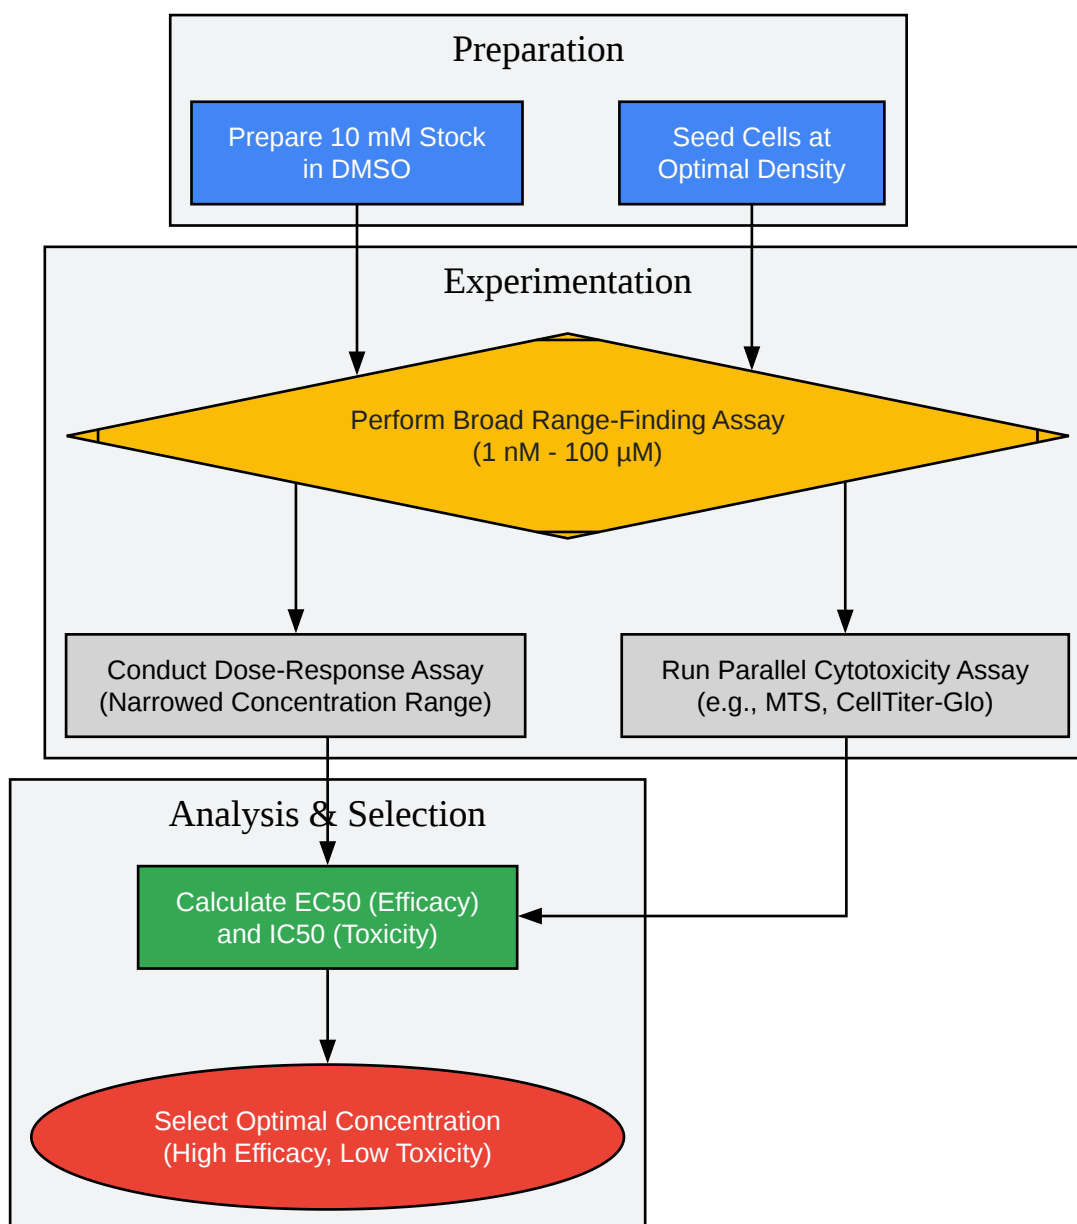 Preparation
Prepare 10 mM Stock
in DMSO
Seed Cells at
Optimal Density
Experimentation
Perform Broad Range-Finding Assay
(1 nM - 100 µM)
Conduct Dose-Response Assay
(Narrowed Concentration Range)
Run Parallel Cytotoxicity Assay
(e.g., MTS, CellTiter-Glo)
Analysis & Selection
Calculate EC50 (Efficacy)
and IC50 (Toxicity)
Select Optimal Concentration
(High Efficacy, Low Toxicity)